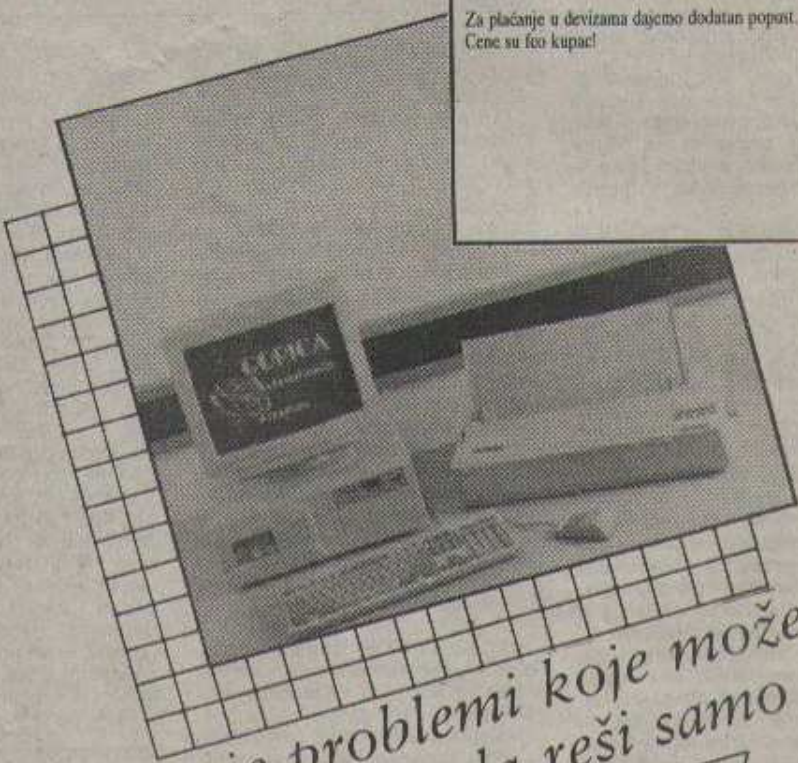 Za plaćanje u devizama dajemo dodatan popust.
Cene su fco kupac!
problemi koje može
reši samo